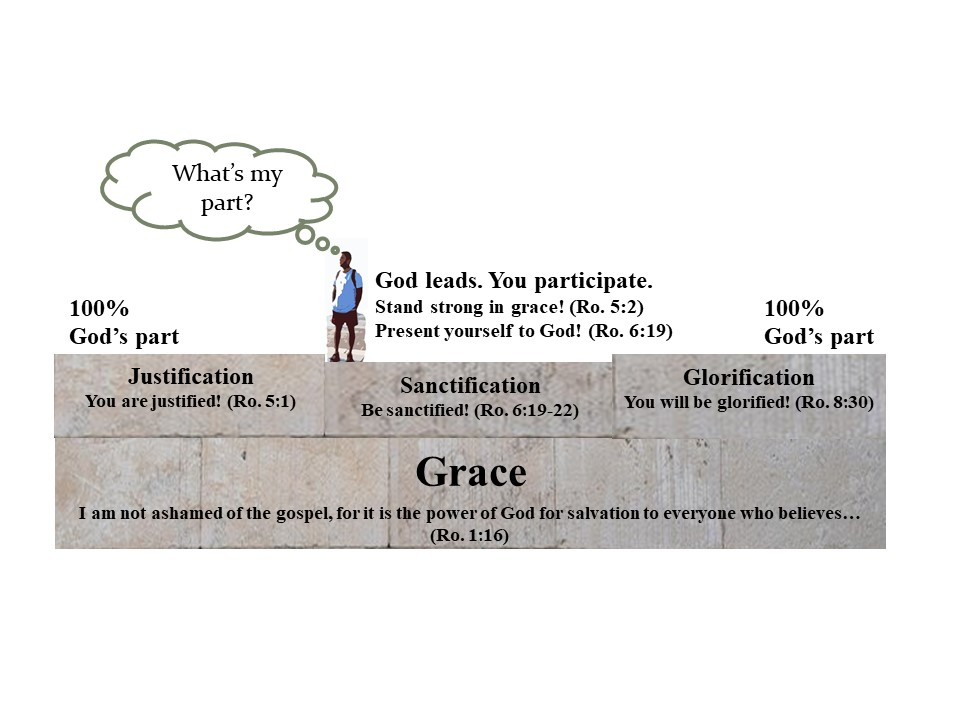 What's my
part?
God leads. You participate.
Stand strong in grace! (Ro. 5:2)
Present yourself to God! (Ro. 6:19)
100%
God's part
100%
God's part
Justification
You are justified! (Ro. 5:1)
Sanctification
Be sanctified! (Ro. 6:19-22)
Glorification
You will be glorified! (Ro. 8:30)
Grace
I am not ashamed of the gospel, for it is the power of God for salvation to everyone who believes…
(Ro. 1:16)